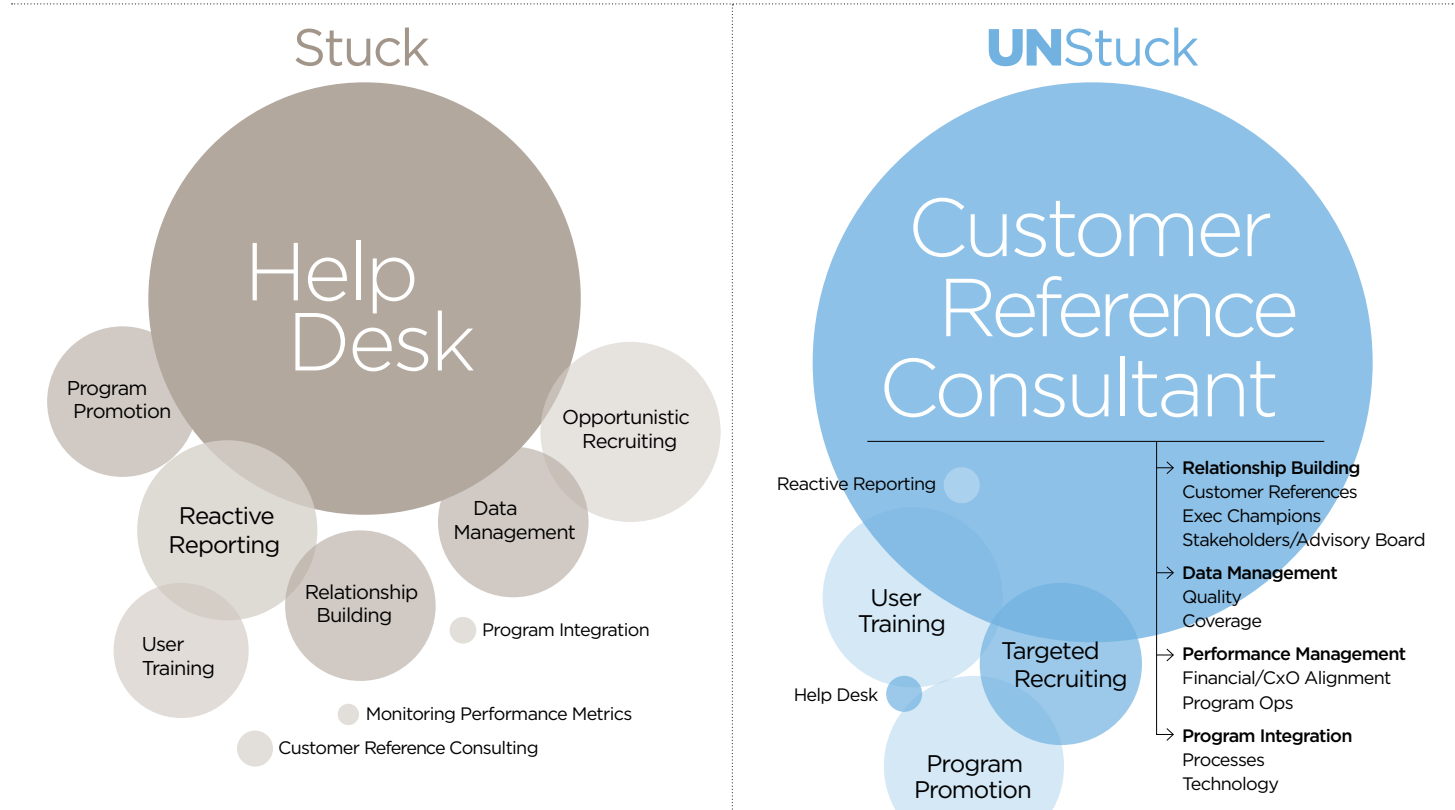 Stuck
Help
Desk
Program
Promotion
Opportunistic
Recruiting
Reactive
Reporting
Data
Management
Relationship
Building
User
Training
Program Integration
Monitoring Performance Metrics
Customer Reference Consulting
UNStuck
Customer
Reference
Consultant
Reactive Reporting
User
Training
Targeted
Recruiting
Help Desk
Program
Promotion
Relationship Building
Customer References
Exec Champions
Stakeholders/Advisory Board
Data Management
Quality
Coverage
Performance Management
Financial/CxO Alignment
Program Ops
Program Integration
Processes
Technology